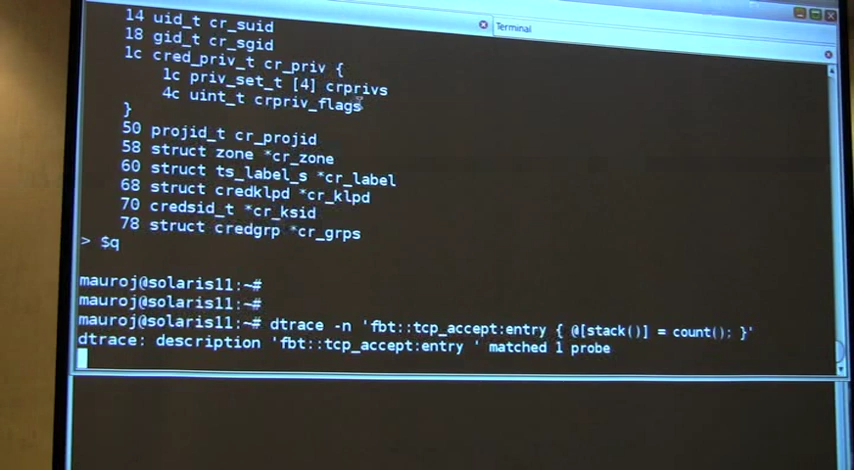 Terminal
14 uid_t cr_suid
18 gid_t cr_sgid
1c cred_priv_t cr_priv {
1c priv_set_t [4] crprivs
4c uint_t crpriv_flags
}
50 projid_t cr_projid
58 struct zone *cr_zone
60 struct ts_label_s *cr_label
68 struct credklpd *cr_klpd
70 credsid_t *cr_ksid
78 struct credgrp *cr_grps
> $q
mauroj@solaris11:~#
mauroj@solaris11:~#
mauroj@solaris11:~# dtrace -n 'fbt::tcp_accept:entry { @[stack()] = count(); }'
dtrace: description 'fbt::tcp_accept:entry ' matched 1 probe